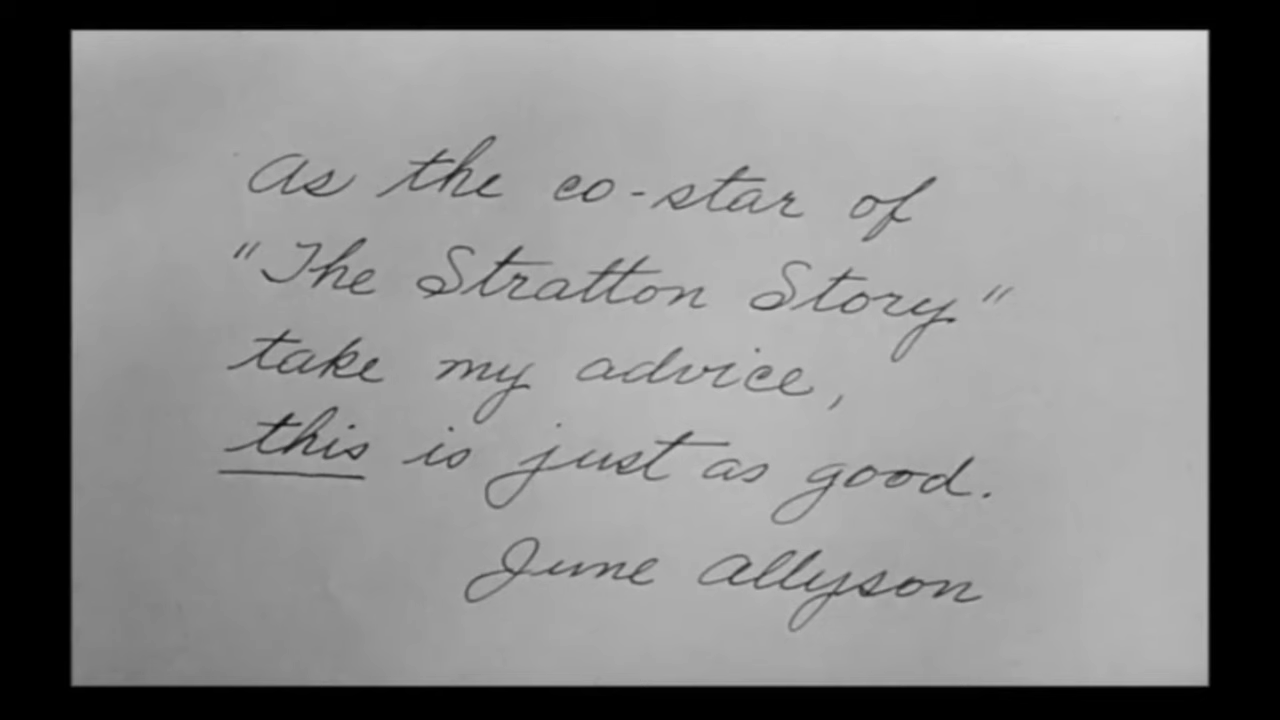 As the co-star of
"The Stratton Story"
take my advice,
this is just as good.
June Allyson